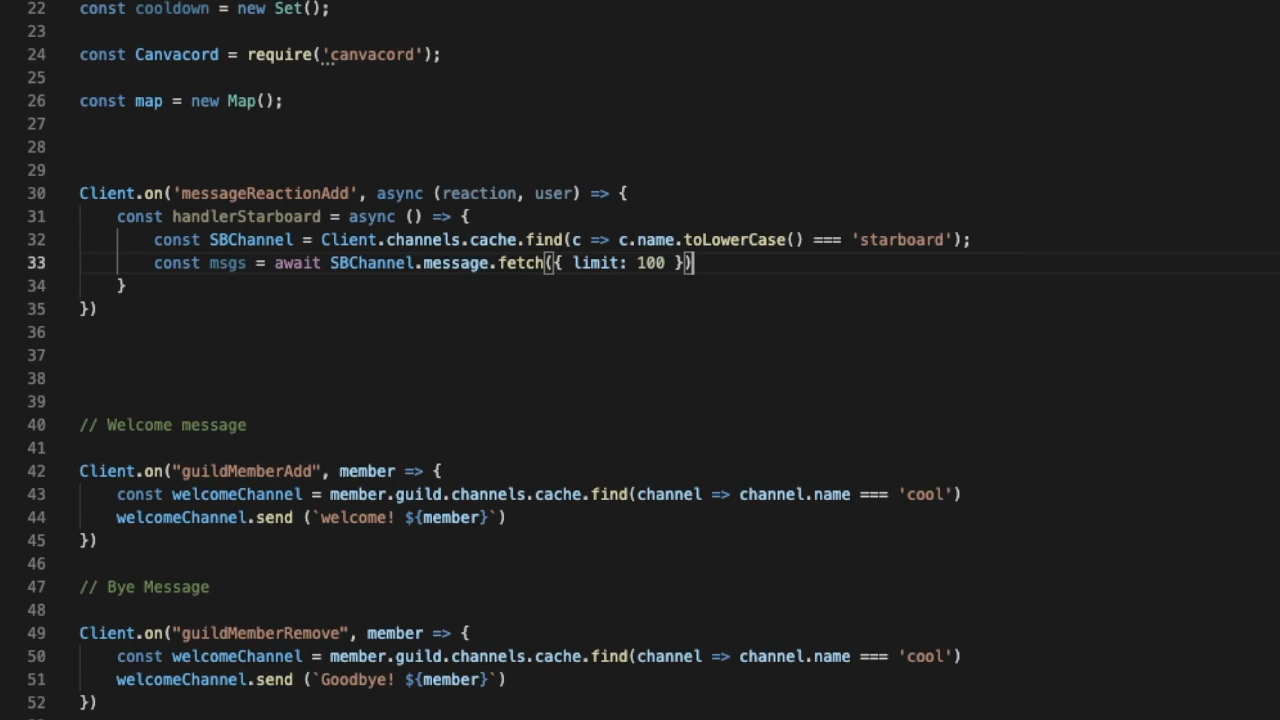 22 const cooldown = new Set();
23
24 const Canvacord = require('canvacord');
25
26 const map = new Map();
27
28
29
30 Client.on('messageReactionAdd', async (reaction, user) => {
31     const handlerStarboard = async () => {
32         const SBChannel = Client.channels.cache.find(c => c.name.toLowerCase() === 'starboard');
33         const msgs = await SBChannel.message.fetch({ limit: 100 })
34     }
35 })
36
37
38
39
40 // Welcome message
41
42 Client.on("guildMemberAdd", member => {
43     const welcomeChannel = member.guild.channels.cache.find(channel => channel.name === 'cool')
44     welcomeChannel.send (`welcome! ${member}`)
45 })
46
47 // Bye Message
48
49 Client.on("guildMemberRemove", member => {
50     const welcomeChannel = member.guild.channels.cache.find(channel => channel.name === 'cool')
51     welcomeChannel.send (`Goodbye! ${member}`)
52 })